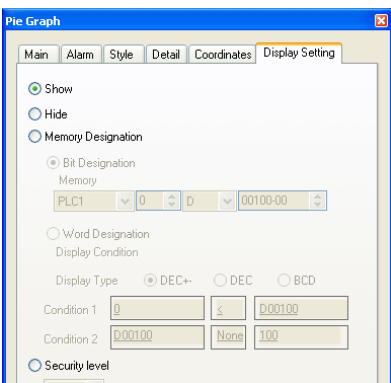 Pie Graph
Main Alarm Style Detail Coordinates Display Setting
Show
Hide
Memory Designation
Bit Designation
Memory
PLC1 0 D 00100-00
Word Designation
Display Condition
Display Type DEC+- DEC BCD
Condition 1 0 < D00100
Condition 2 D00100 None 100
Security level